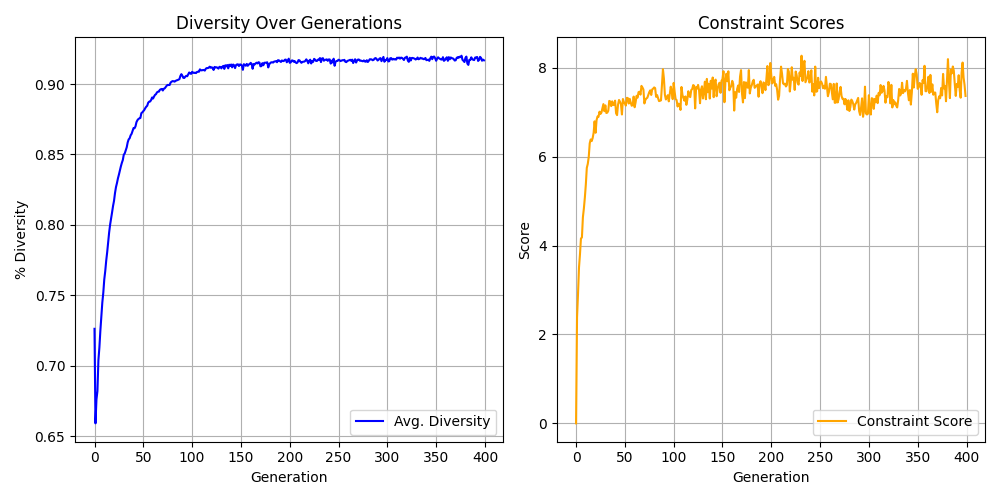 Diversity Over Generations
% Diversity
0.90
0.85
0.80
0.75
0.70
0.65
0 50 100 150 200 250 300 350 400
Generation
Avg. Diversity
Constraint Scores
Score
8
6
4
2
0
0 50 100 150 200 250 300 350 400
Generation
Constraint Score